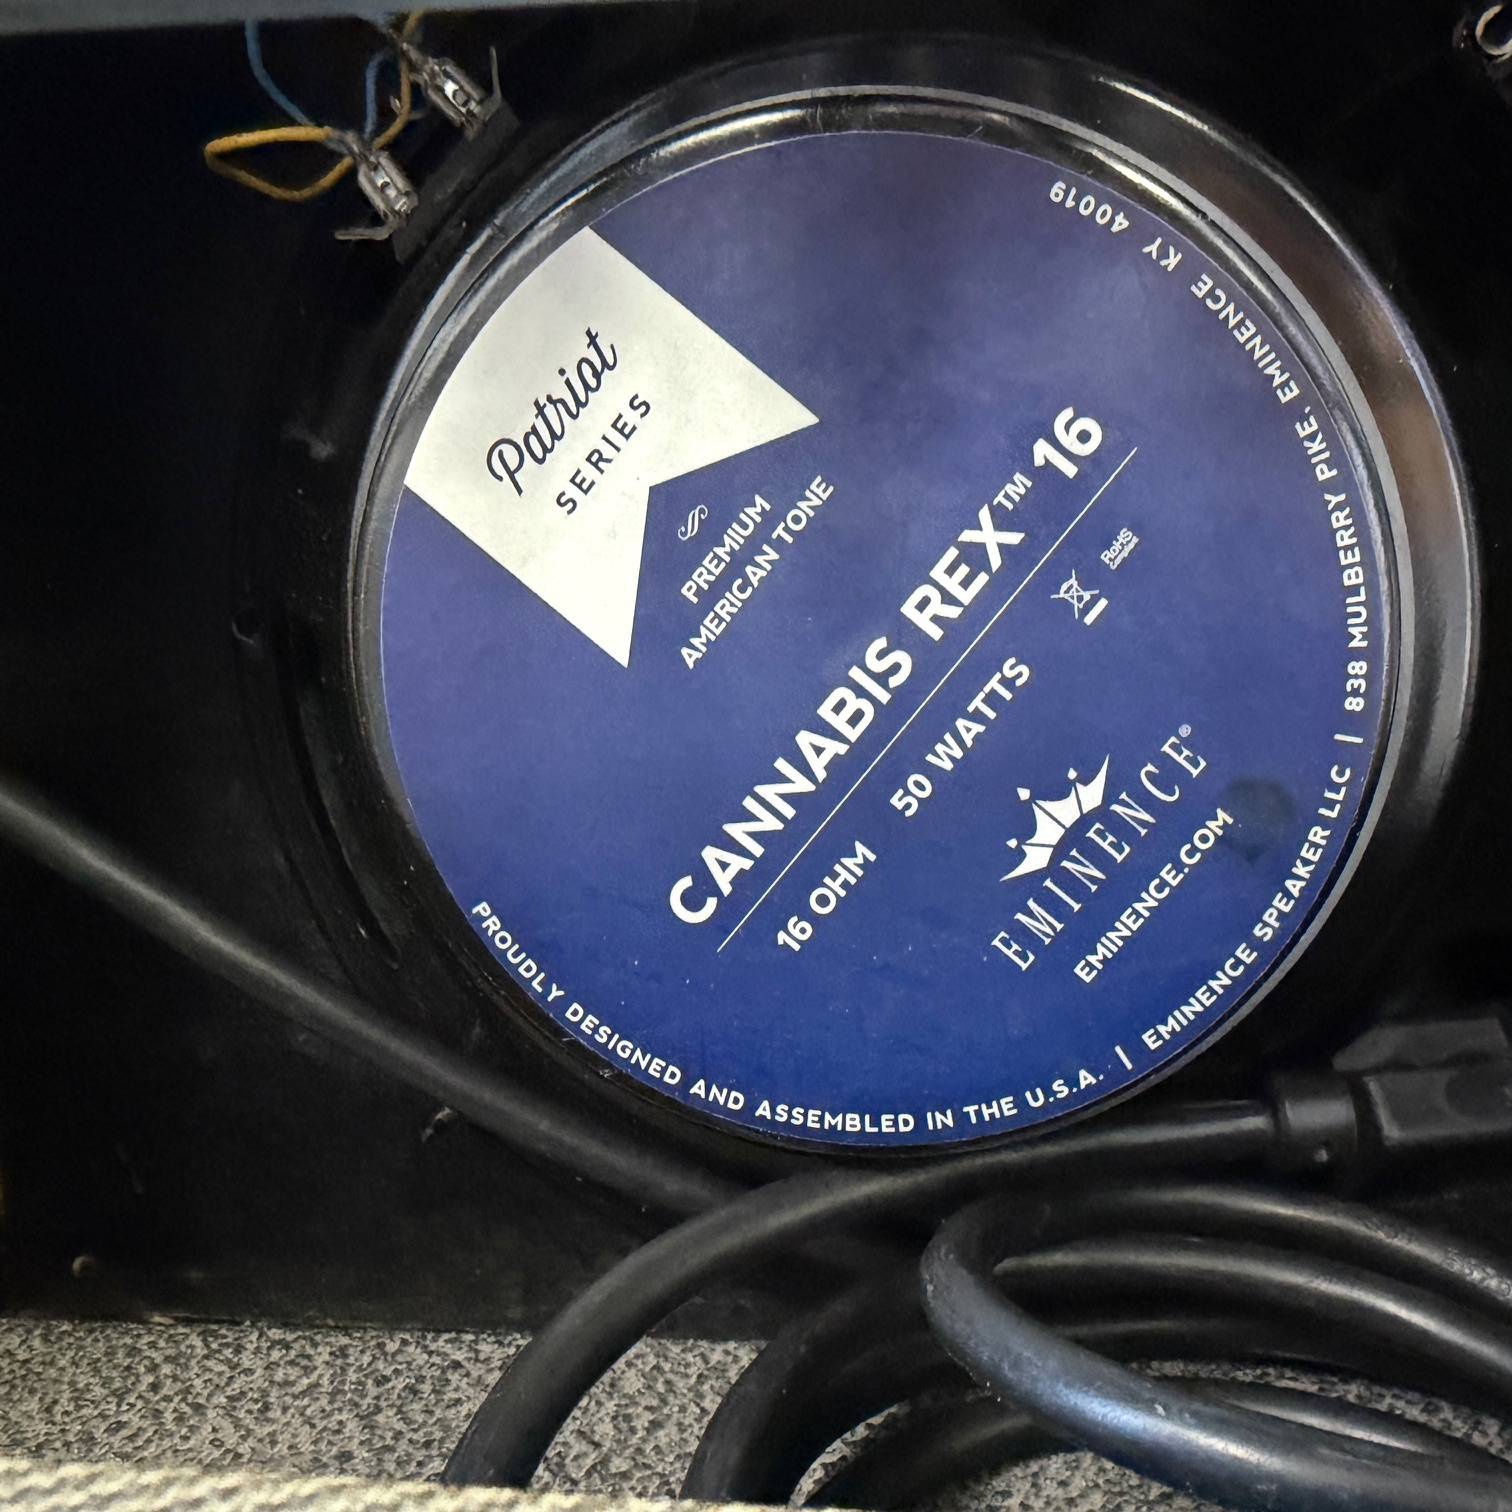 Patriot
SERIES
PREMIUM
AMERICAN TONE
CANNABIS REX™ 16
16 OHM 50 WATTS
RoHS
Compliant
EMINENCE®
EMINENCE.COM
PROUDLY DESIGNED AND ASSEMBLED IN THE U.S.A. | EMINENCE SPEAKER LLC | 838 MULBERRY PIKE, EMINENCE KY 40019